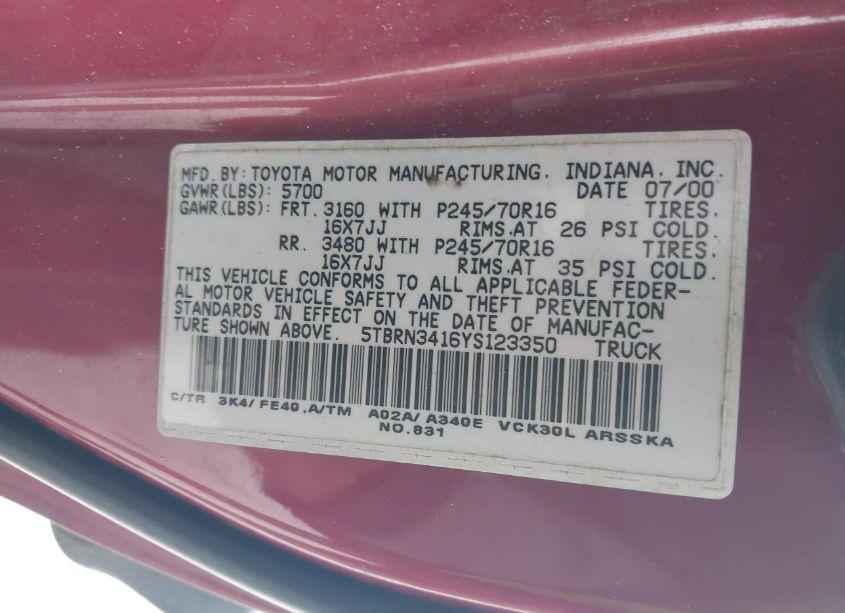 MFD. BY: TOYOTA MOTOR MANUFACTURING, INDIANA, INC.
GVWR(LBS): 5700 DATE 07/00
GAWR(LBS): FRT. 3160 WITH P245/70R16 TIRES,
16X7JJ RIMS,AT 26 PSI COLD.
RR. 3480 WITH P245/70R16 TIRES,
16X7JJ RIMS,AT 35 PSI COLD.
THIS VEHICLE CONFORMS TO ALL APPLICABLE FEDER-
AL MOTOR VEHICLE SAFETY AND THEFT PREVENTION
STANDARDS IN EFFECT ON THE DATE OF MANUFAC-
TURE SHOWN ABOVE. 5TBRN3416YS123350 TRUCK
C/TR 3K4/ FE40 ,A/TM A02A/ A340E VCK30L ARSSKA
NO.831